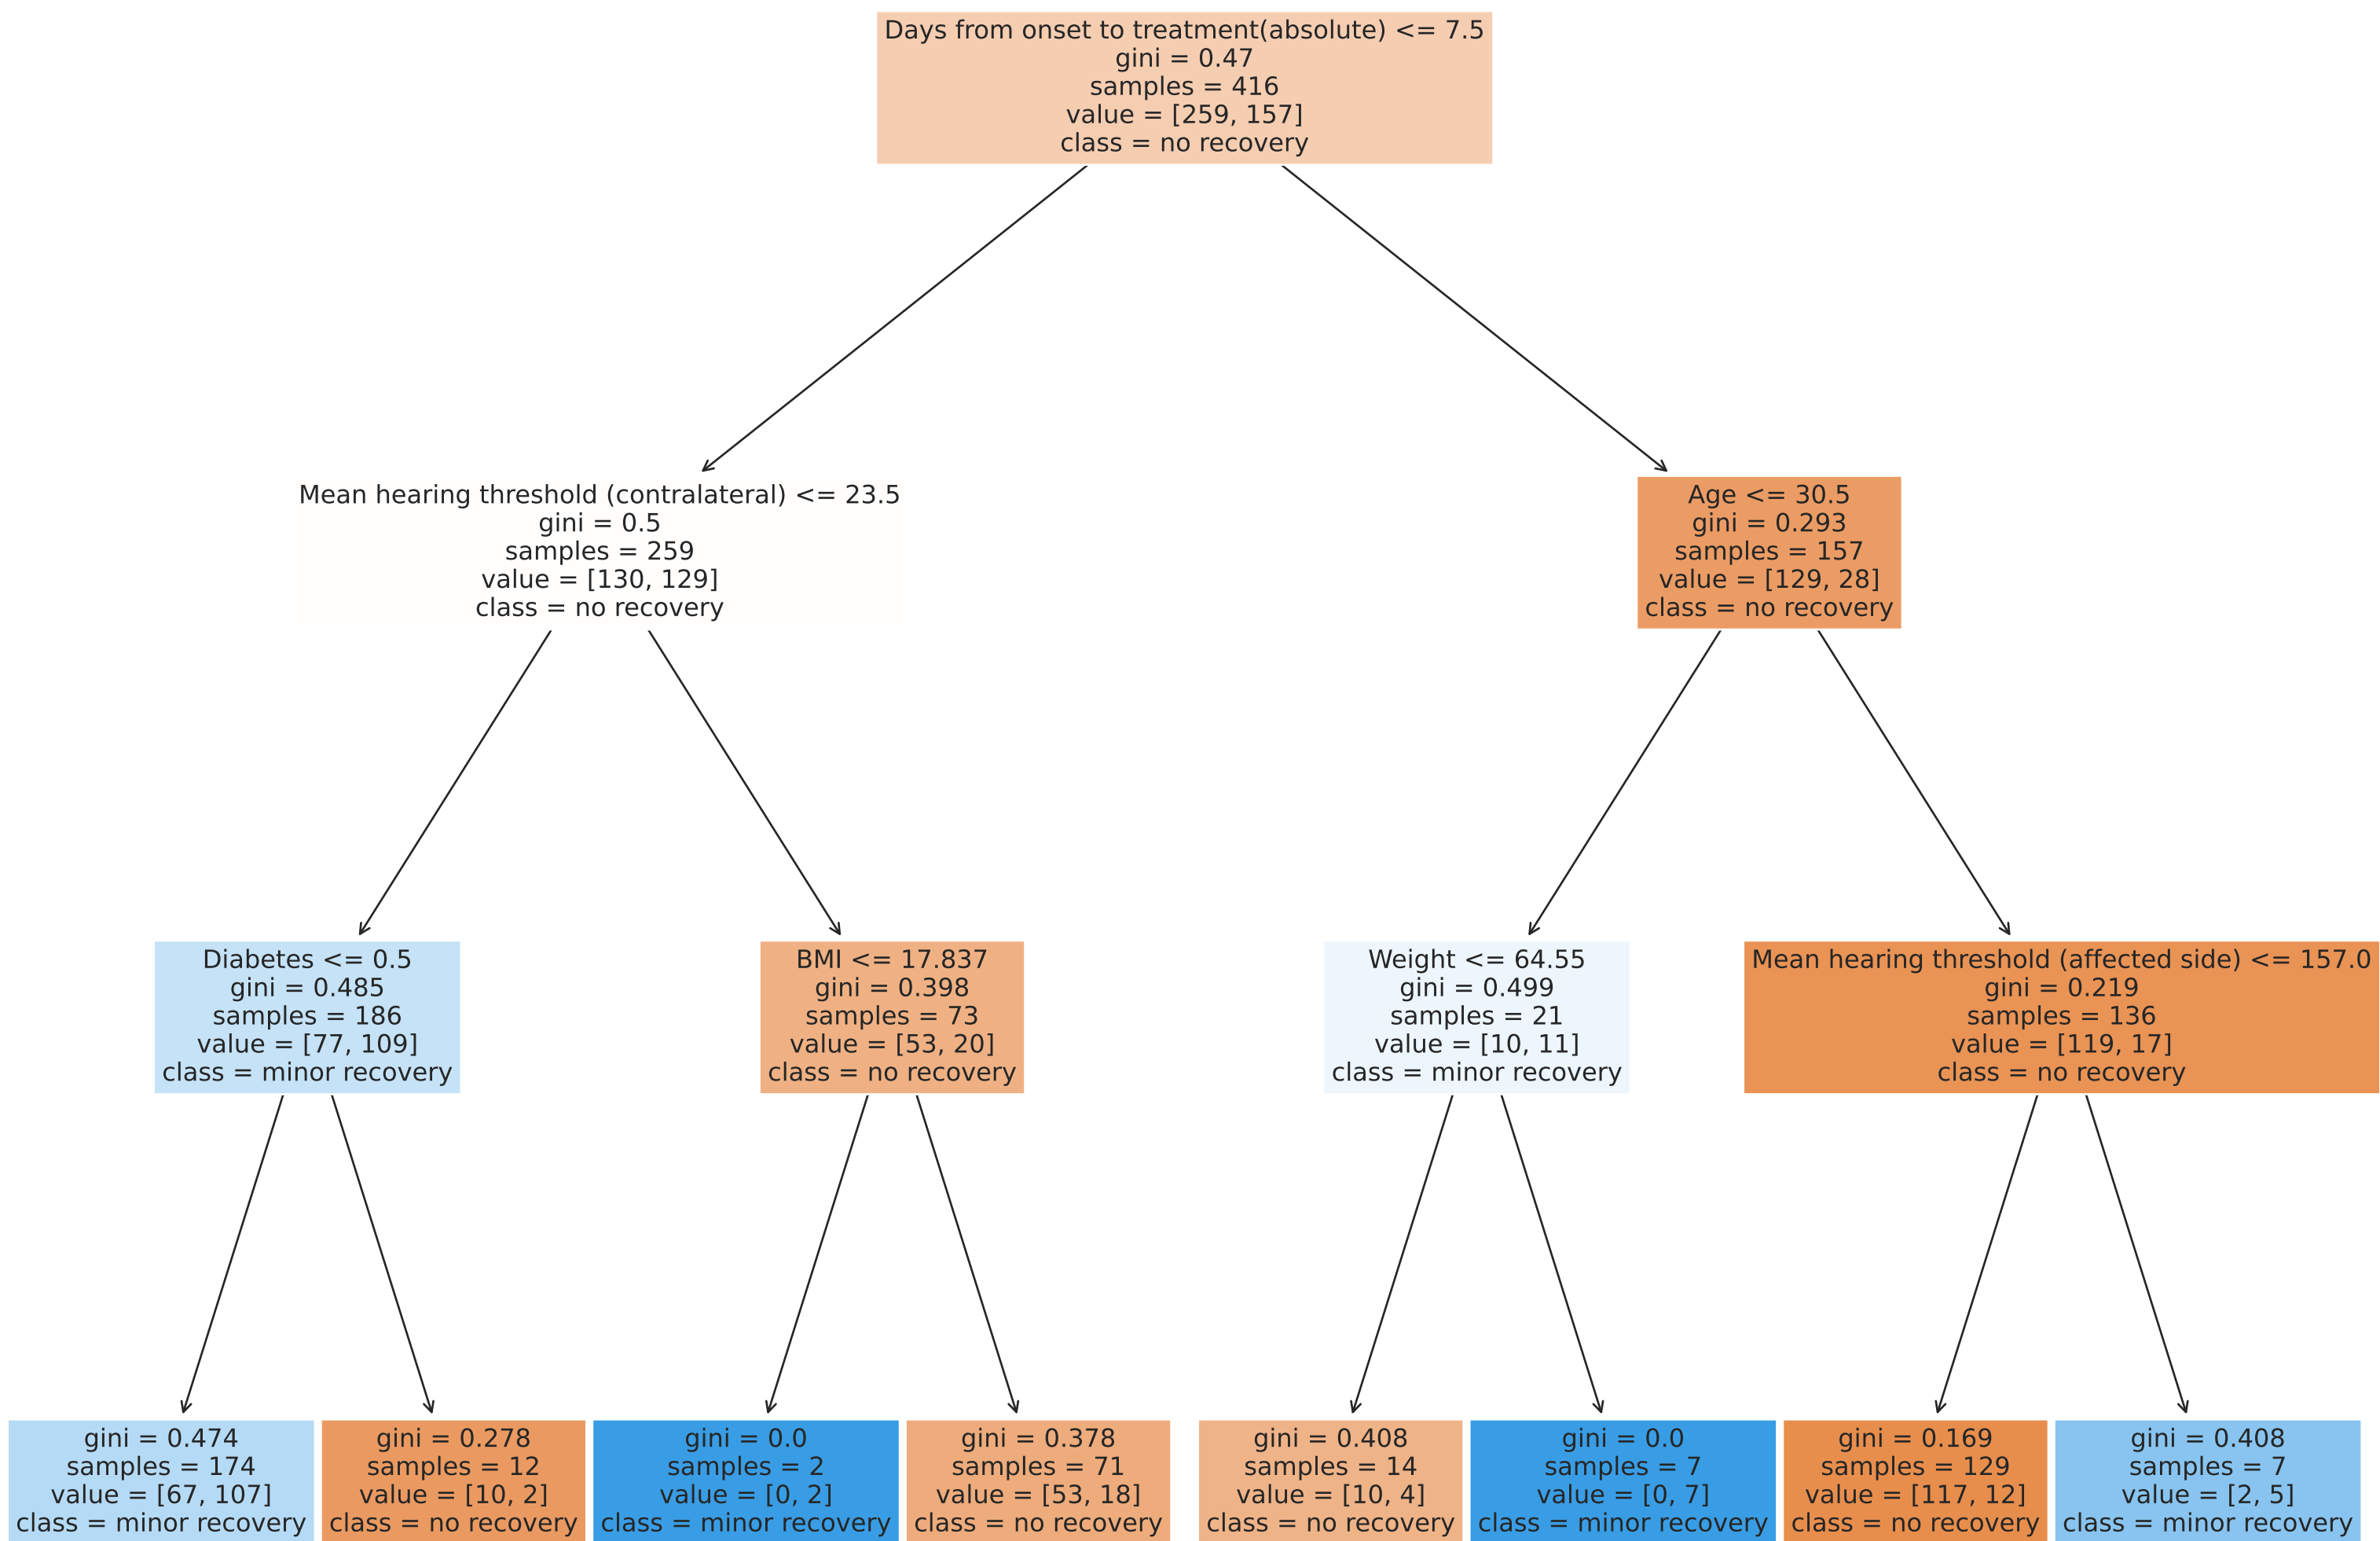 Days from onset to treatment(absolute) <= 7.5
gini = 0.47
samples = 416
value = [259, 157]
class = no recovery
Mean hearing threshold (contralateral) <= 23.5
gini = 0.5
samples = 259
value = [130, 129]
class = no recovery
Age <= 30.5
gini = 0.293
samples = 157
value = [129, 28]
class = no recovery
Diabetes <= 0.5
gini = 0.485
samples = 186
value = [77, 109]
class = minor recovery
BMI <= 17.837
gini = 0.398
samples = 73
value = [53, 20]
class = no recovery
Weight <= 64.55
gini = 0.499
samples = 21
value = [10, 11]
class = minor recovery
Mean hearing threshold (affected side) <= 157.0
gini = 0.219
samples = 136
value = [119, 17]
class = no recovery
gini = 0.474
samples = 174
value = [67, 107]
class = minor recovery
gini = 0.278
samples = 12
value = [10, 2]
class = no recovery
gini = 0.0
samples = 2
value = [0, 2]
class = minor recovery
gini = 0.378
samples = 71
value = [53, 18]
class = no recovery
gini = 0.408
samples = 14
value = [10, 4]
class = no recovery
gini = 0.0
samples = 7
value = [0, 7]
class = minor recovery
gini = 0.169
samples = 129
value = [117, 12]
class = no recovery
gini = 0.408
samples = 7
value = [2, 5]
class = minor recovery